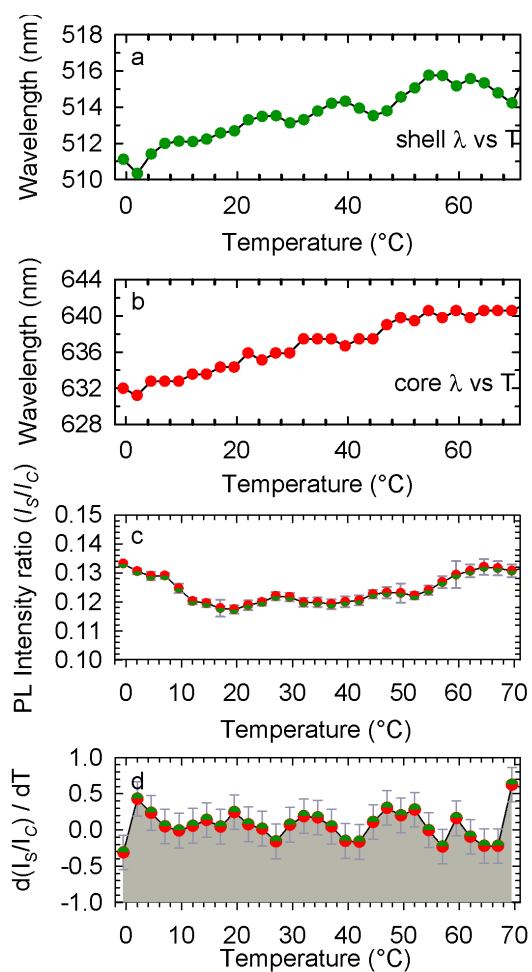 518
516
514
512
510
Wavelength (nm)
a
shell λ vs T
0 20 40 60
Temperature (°C)
644
640
636
632
628
Wavelength (nm)
b
core λ vs T
0 20 40 60
Temperature (°C)
0.15
0.14
0.13
0.12
0.10
PL Intensity ratio (I_S/I_C)
c
0 10 20 30 40 50 60 70
Temperature (°C)
1.0
0.5
0.0
-0.5
-1.0
d(I_S/I_C) / dT
d
0 10 20 30 40 50 60 70
Temperature (°C)